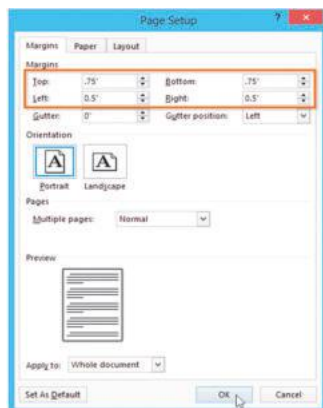 Page Setup ? ×
Margins Paper Layout
Margins
Top: .75" Bottom: .75"
Left: 0.5" Right: 0.5"
Gutter: 0" Gutter position: Left
Orientation
A A
Portrait Landscape
Pages
Multiple pages: Normal
Preview
Apply to: Whole document
Set As Default OK Cancel